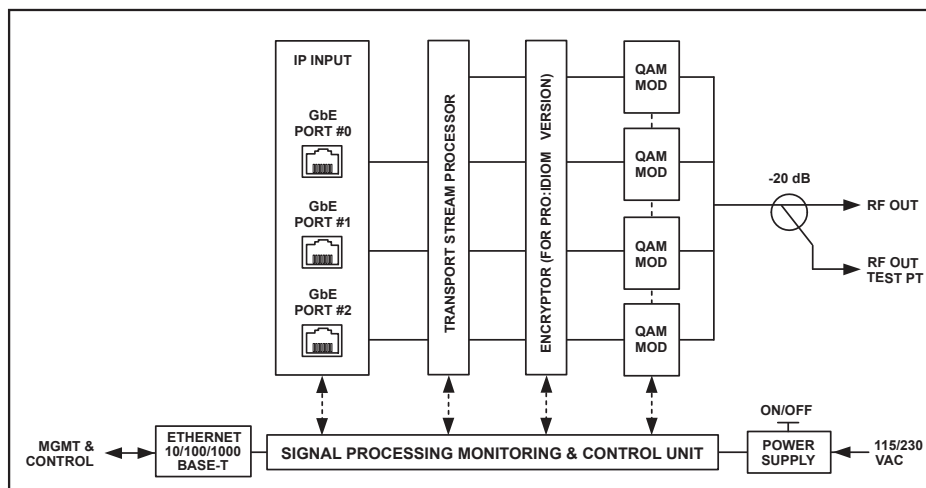 IP INPUT
GbE
PORT #0
GbE
PORT #1
GbE
PORT #2
TRANSPORT STREAM PROCESSOR
ENCRYPTOR (FOR PRO:IDIOM VERSION)
QAM
MOD
QAM
MOD
QAM
MOD
QAM
MOD
-20 dB
RF OUT
RF OUT
TEST PT
MGMT &
CONTROL
ETHERNET
10/100/1000
BASE-T
SIGNAL PROCESSING MONITORING & CONTROL UNIT
ON/OFF
POWER
SUPPLY
115/230
VAC